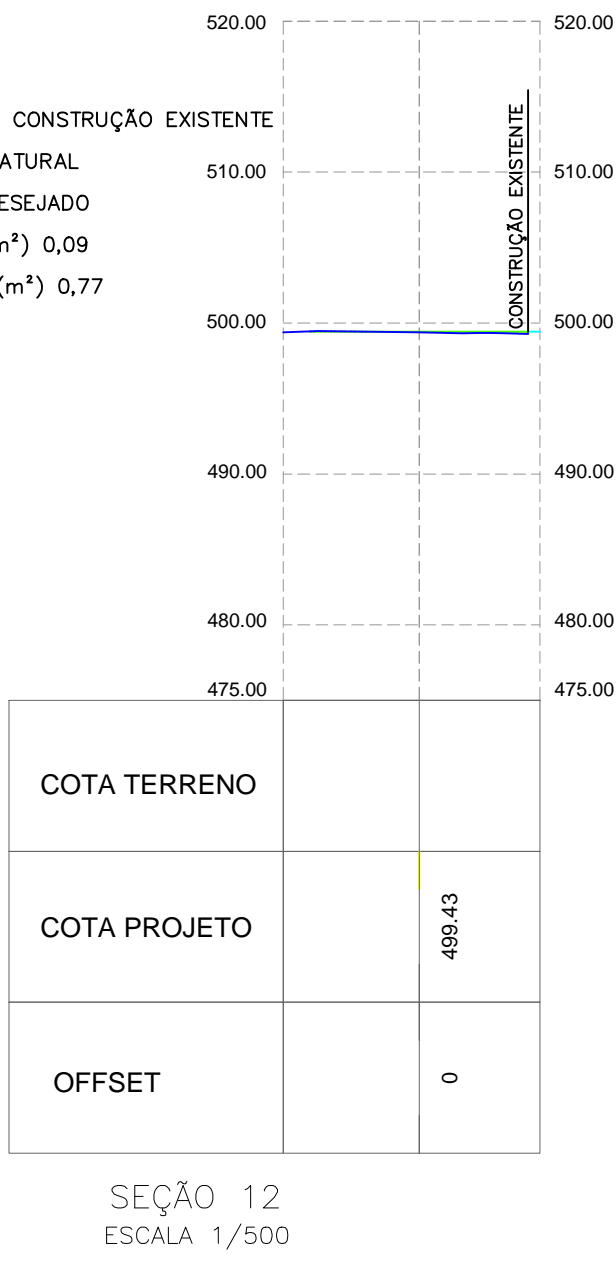 520.00 520.00
CONSTRUÇÃO EXISTENTE
CONSTRUÇÃO EXISTENTE
ATURAL
510.00 510.00
ESEJADO
m²) 0,09
(m²) 0,77
500.00 500.00
490.00 490.00
480.00 480.00
475.00 475.00
COTA TERRENO
COTA PROJETO 499.43
OFFSET 0
SEÇÃO 12
ESCALA 1/500